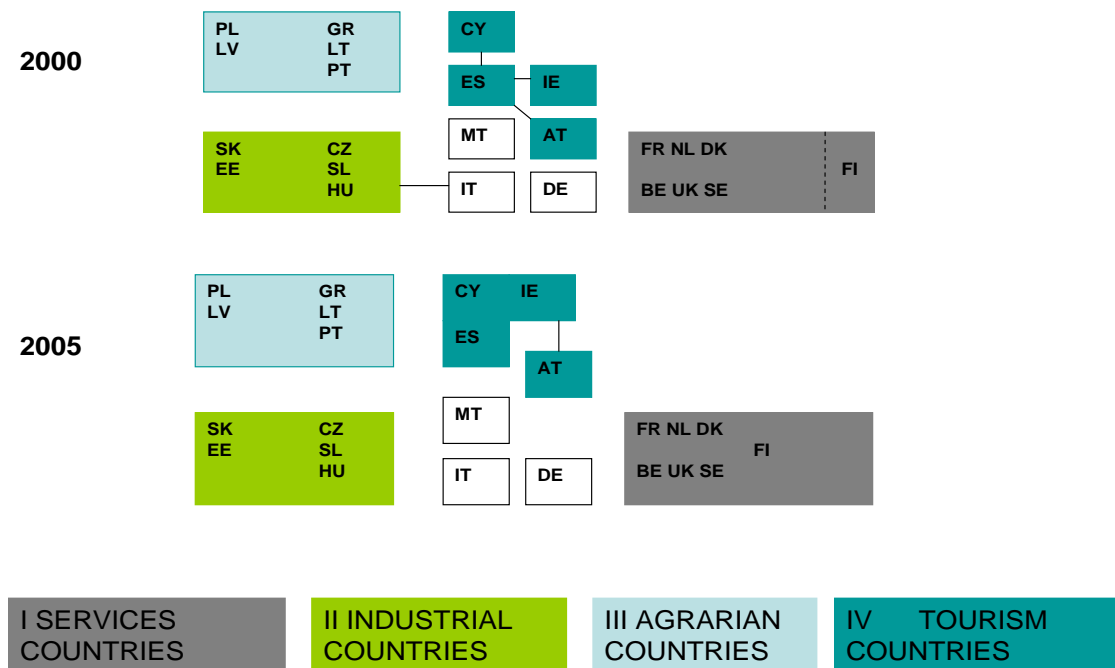 2000
PL GR
LV LT
PT
CY
ES IE
MT AT
IT DE
SK CZ
EE SL
HU
FR NL DK
FI
BE UK SE
2005
PL GR
LV LT
PT
CY IE
ES
AT
MT
IT DE
SK CZ
EE SL
HU
FR NL DK
FI
BE UK SE
I SERVICES
COUNTRIES
II INDUSTRIAL
COUNTRIES
III AGRARIAN
COUNTRIES
IV TOURISM
COUNTRIES